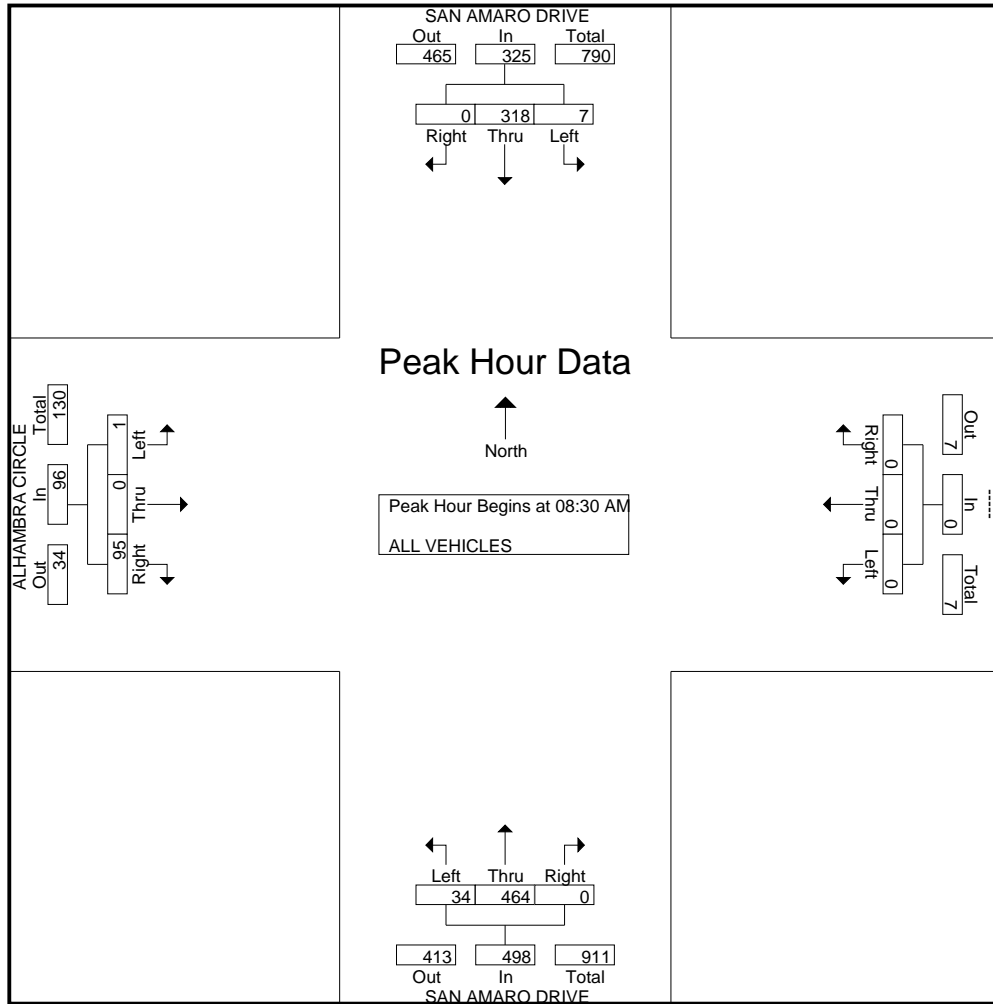 SAN AMARO DRIVE
Out In Total
465 325 790
0 318 7
Right Thru Left
Peak Hour Data
North
Peak Hour Begins at 08:30 AM
ALL VEHICLES
ALHAMBRA CIRCLE
Out In Total
34 96 130
95 0 1
Right Thru Left
-----
Out In Total
7 0 7
0 0 0
Right Thru Left
Left Thru Right
34 464 0
413 498 911
Out In Total
SAN AMARO DRIVE